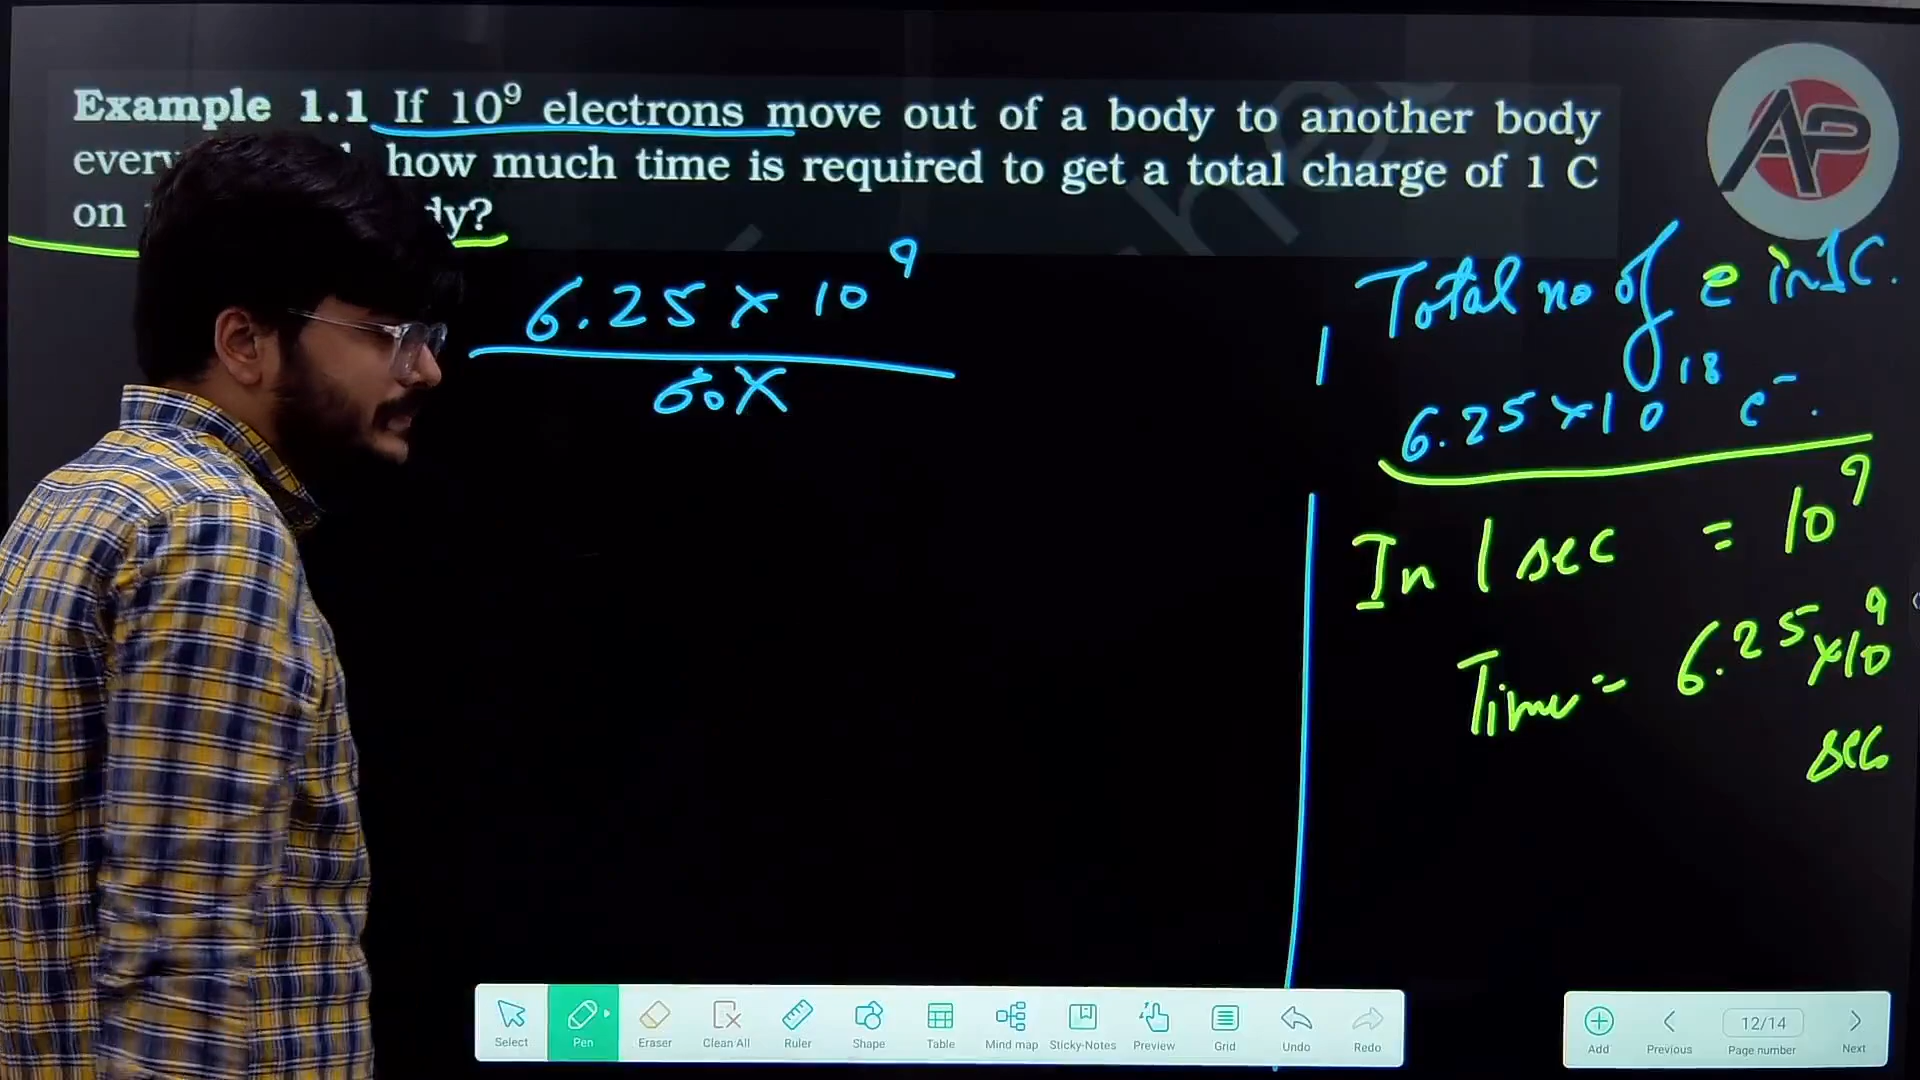 Example 1.1 If 10⁹ electrons move out of a body to another body
how much time is required to get a total charge of 1 C
on dy?
AP
6.25 × 10⁹
60 ×
Total no of e in 1C.
6.25 × 10¹⁸ e⁻.
In 1 sec = 10⁹
Time = 6.25 × 10⁹
sec
Select Pen Eraser Clean All Ruler Shape Table Mind map Sticky-Notes Preview Grid Undo Redo
Add Previous 12/14 Page number Next